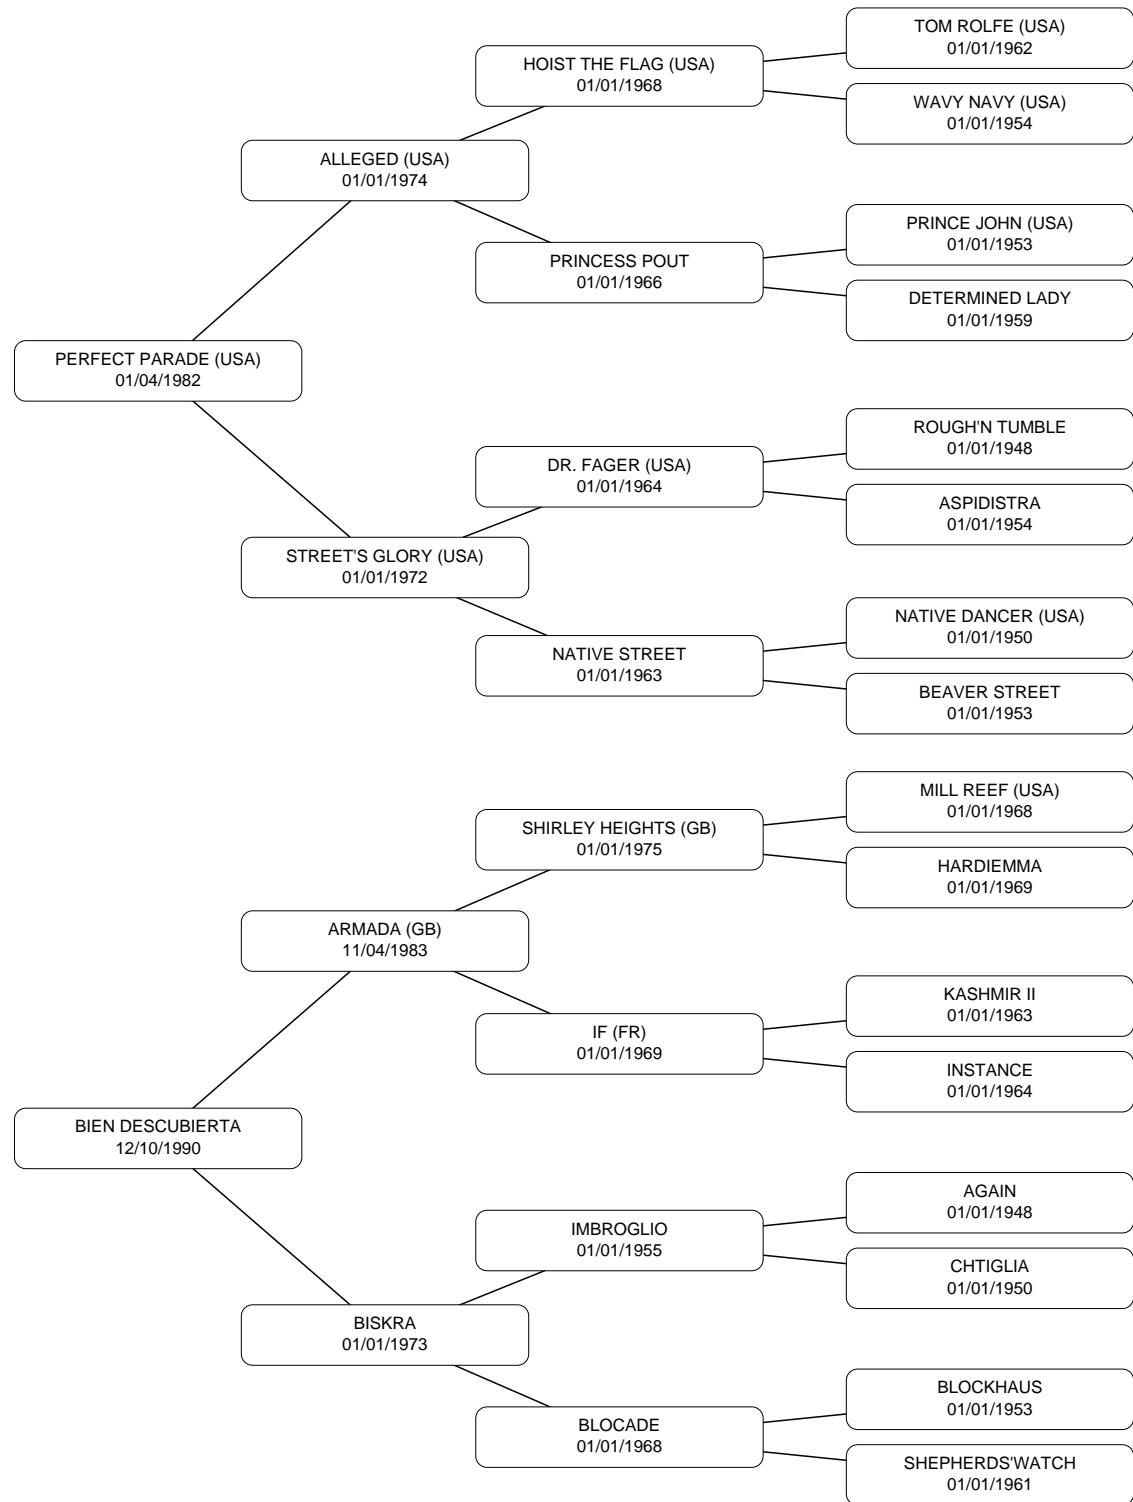 TOM ROLFE (USA)
01/01/1962
HOIST THE FLAG (USA)
01/01/1968
WAVY NAVY (USA)
01/01/1954
ALLEGED (USA)
01/01/1974
PRINCE JOHN (USA)
01/01/1953
PRINCESS POUT
01/01/1966
DETERMINED LADY
01/01/1959
PERFECT PARADE (USA)
01/04/1982
ROUGH'N TUMBLE
01/01/1948
DR. FAGER (USA)
01/01/1964
ASPIDISTRA
01/01/1954
STREET'S GLORY (USA)
01/01/1972
NATIVE DANCER (USA)
01/01/1950
NATIVE STREET
01/01/1963
BEAVER STREET
01/01/1953
MILL REEF (USA)
01/01/1968
SHIRLEY HEIGHTS (GB)
01/01/1975
HARDIEMMA
01/01/1969
ARMADA (GB)
11/04/1983
KASHMIR II
01/01/1963
IF (FR)
01/01/1969
INSTANCE
01/01/1964
BIEN DESCUBIERTA
12/10/1990
AGAIN
01/01/1948
IMBROGLIO
01/01/1955
CHTIGLIA
01/01/1950
BISKRA
01/01/1973
BLOCKHAUS
01/01/1953
BLOCADE
01/01/1968
SHEPHERDS'WATCH
01/01/1961